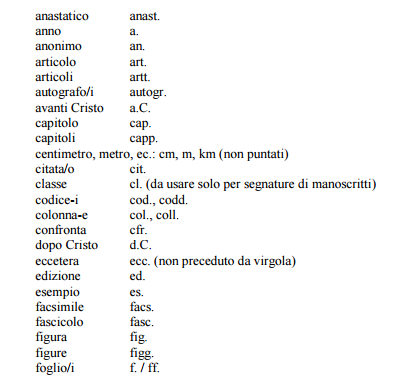 anastatico anast.
anno a.
anonimo an.
articolo art.
articoli artt.
autografo/i autogr.
avanti Cristo a.C.
capitolo cap.
capitoli capp.
centimetro, metro, ec.: cm, m, km (non puntati)
citata/o cit.
classe cl. (da usare solo per segnature di manoscritti)
codice-i cod., codd.
colonna-e col., coll.
confronta cfr.
dopo Cristo d.C.
eccetera ecc. (non preceduto da virgola)
edizione ed.
esempio es.
facsimile facs.
fascicolo fasc.
figura fig.
figure figg.
foglio/i f. / ff.